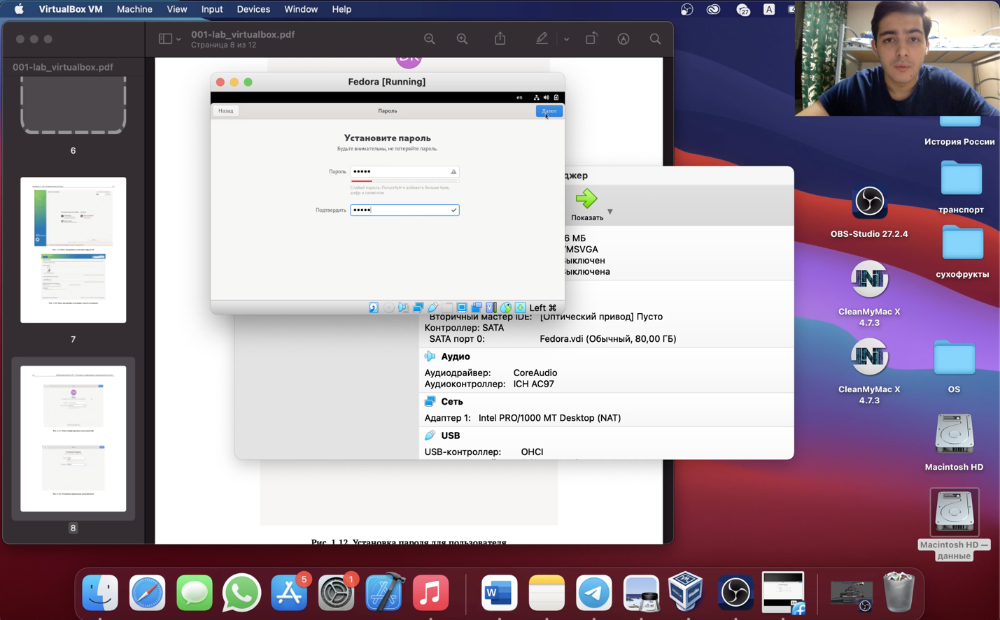 VirtualBox VM Machine View Input Devices Window Help
27
A
001-lab_virtualbox.pdf
Страница 8 из 12
001-lab_virtualbox.pdf
6
7
8
Fedora [Running]
en
Назад
Пароль
Далее
Установите пароль
Будьте внимательны, не потеряйте пароль.
Пароль
•••••
Слабый пароль. Попробуйте добавить больше букв,
цифр и символов.
Подтвердить
•••••
Left ⌘
джер
Показать
6 МБ
MSVGA
Выключен
Выключена
Вторичный мастер IDE: [Оптический привод] Пусто
Контроллер: SATA
SATA порт 0: Fedora.vdi (Обычный, 80,00 ГБ)
Аудио
Аудиодрайвер: CoreAudio
Аудиоконтроллер: ICH AC97
Сеть
Адаптер 1: Intel PRO/1000 MT Desktop (NAT)
USB
USB-контроллер: OHCI
Рис. 1.12. Установка пароля для пользователя
История России
транспорт
OBS-Studio 27.2.4
сухофрукты
CleanMyMac X
4.7.3
CleanMyMac X
4.7.3
OS
Macintosh HD
Macintosh HD —
данные
5
1
W